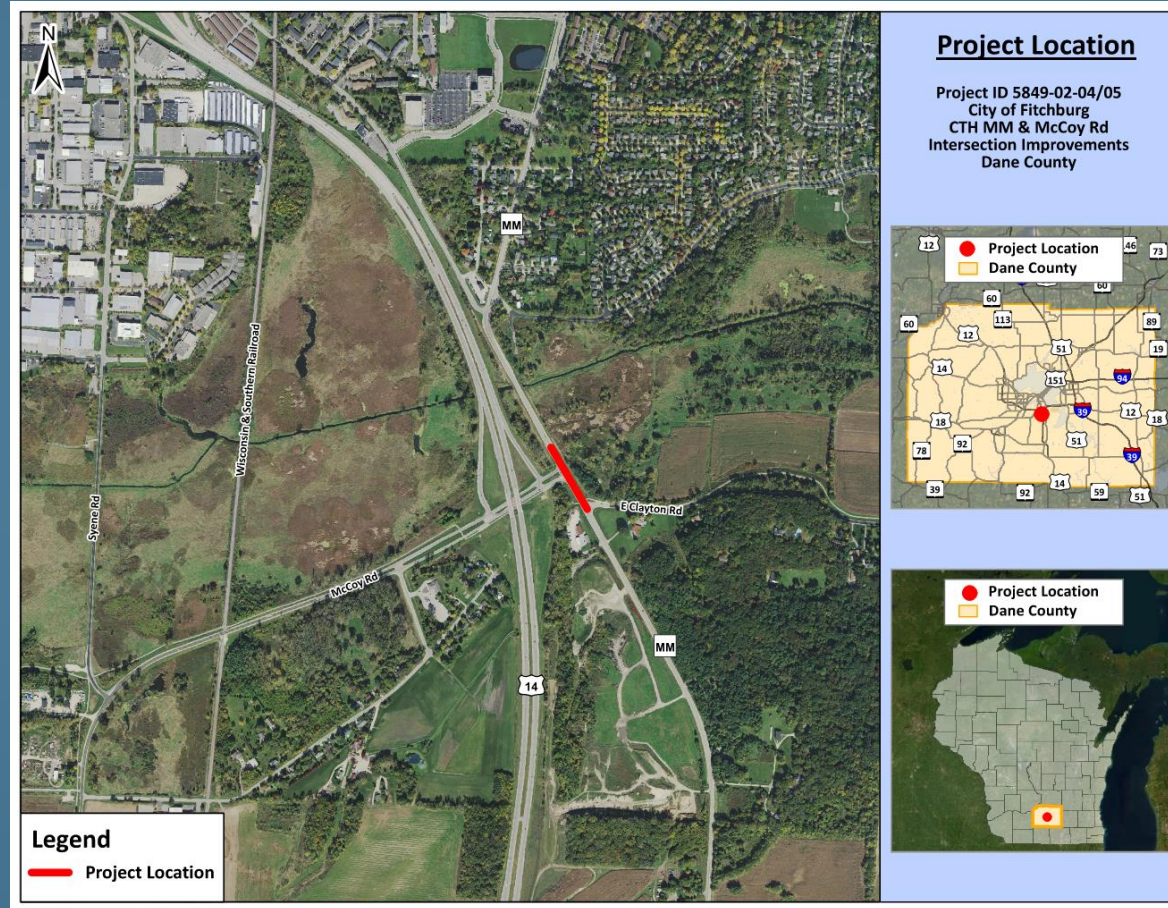 N
MM
Wisconsin & Southern Railroad
Syene Rd
E Clayton Rd
McCoy Rd
MM
14
Legend
Project Location
Project Location
Project ID 5849-02-04/05
City of Fitchburg
CTH MM & McCoy Rd
Intersection Improvements
Dane County
12
Project Location
Dane County
46
73
60
60
60
113
89
12
51
19
14
151
94
39
12
18
18
51
78
92
39
39
92
14
59
51
Project Location
Dane County